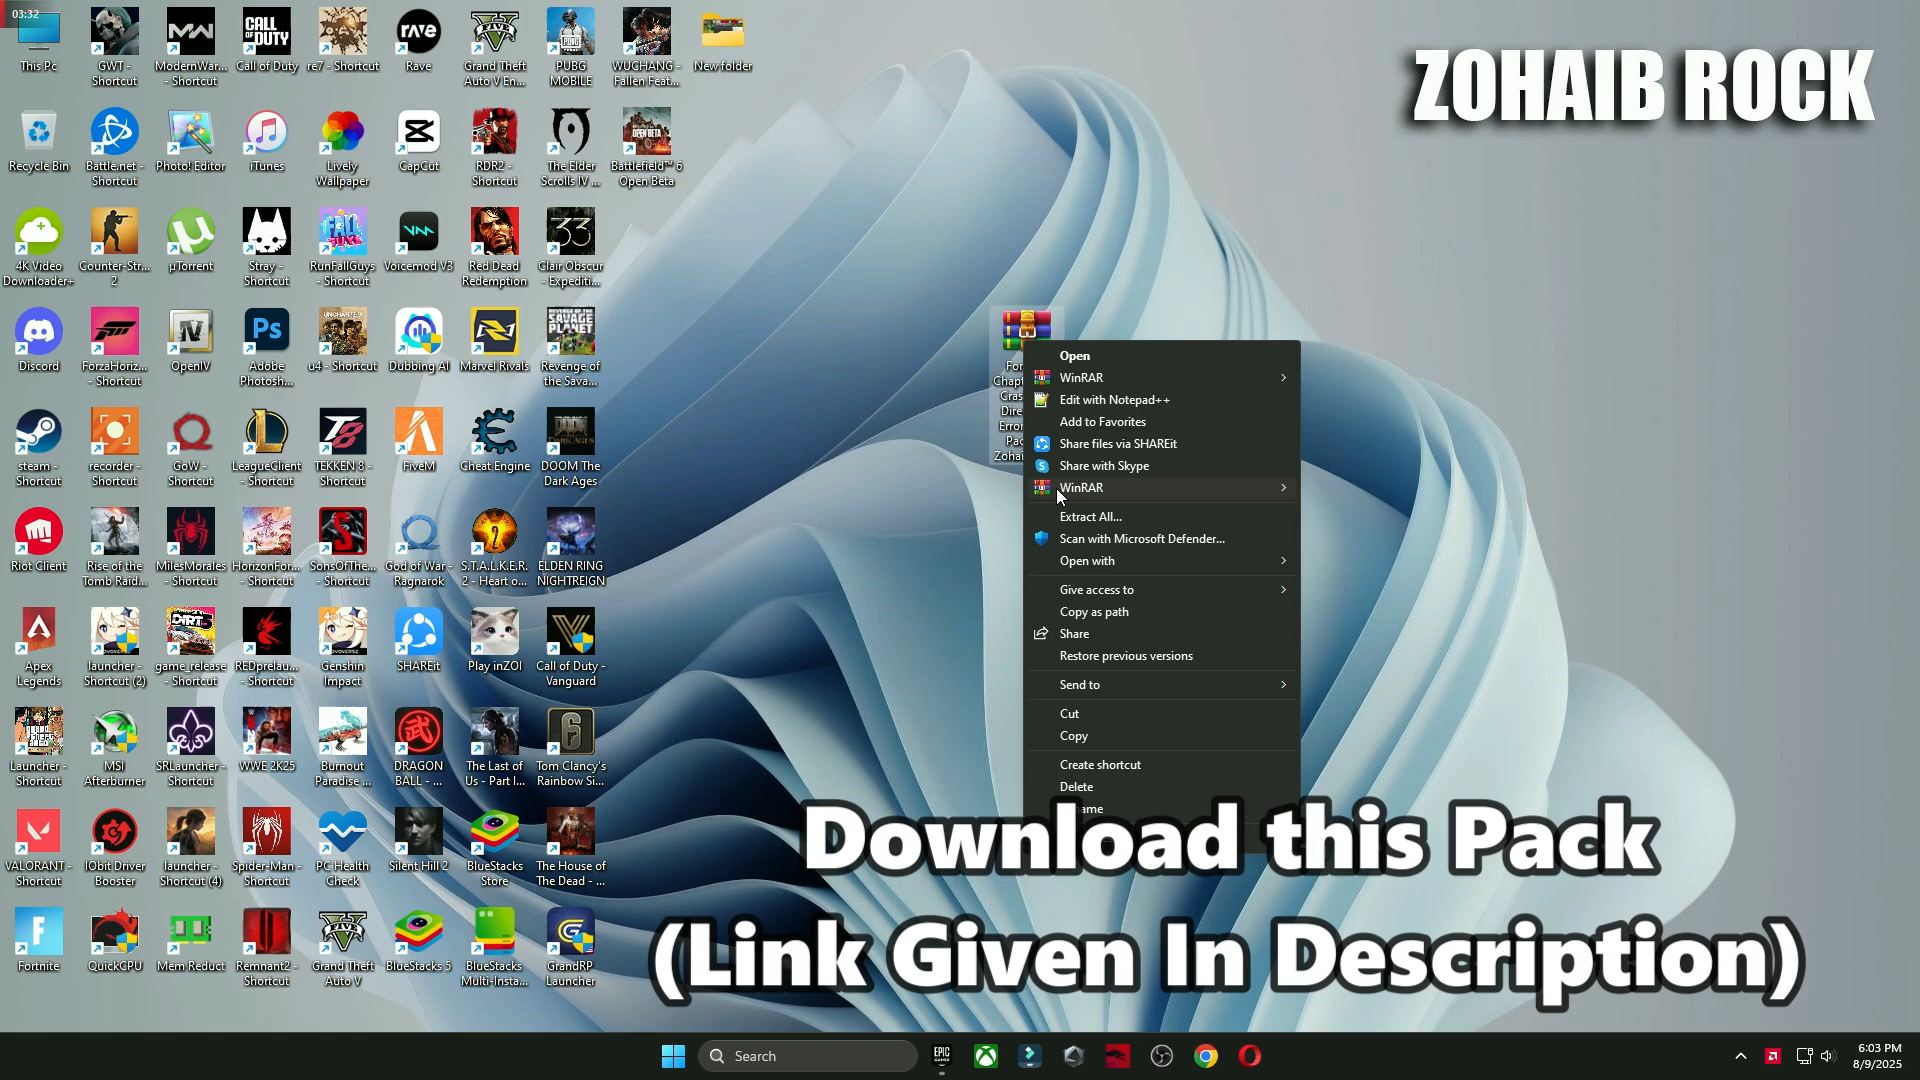 03:32
ZOHAIB ROCK
This Pc
GWT - Shortcut
ModernWar... - Shortcut
Call of Duty
re7 - Shortcut
Rave
Grand Theft Auto V En...
PUBG MOBILE
WUCHANG - Fallen Feat...
New folder
Recycle Bin
Battle.net - Shortcut
Photo! Editor
iTunes
Lively Wallpaper
CapCut
RDR2 - Shortcut
The Elder Scrolls IV ...
Battlefield™ 6 Open Beta
4K Video Downloader+
Counter-Str... 2
µTorrent
Stray - Shortcut
RunFallGuys - Shortcut
Voicemod V3
Red Dead Redemption
Clair Obscur - Expediti...
Discord
ForzaHoriz... - Shortcut
OpenIV
Adobe Photosh...
u4 - Shortcut
Dubbing AI
Marvel Rivals
Revenge of the Sava...
steam - Shortcut
recorder - Shortcut
GoW - Shortcut
LeagueClient - Shortcut
TEKKEN 8 - Shortcut
FiveM
Cheat Engine
DOOM The Dark Ages
Riot Client
Rise of the Tomb Raid...
MilesMorales - Shortcut
HorizonFor... - Shortcut
SonsOfThe... - Shortcut
God of War - Ragnarok
S.T.A.L.K.E.R. 2 - Heart o...
ELDEN RING NIGHTREIGN
Apex Legends
launcher - Shortcut (2)
game_release - Shortcut
REDprelau... - Shortcut
Genshin Impact
SHAREit
Play inZOI
Call of Duty - Vanguard
Launcher - Shortcut
MSI Afterburner
SRLauncher - Shortcut
WWE 2K25
Burnout Paradise ...
DRAGON BALL - ...
The Last of Us - Part I...
Tom Clancy's Rainbow Si...
VALORANT - Shortcut
IObit Driver Booster
launcher - Shortcut (4)
Spider-Man - Shortcut
PC Health Check
Silent Hill 2
BlueStacks Store
The House of The Dead - ...
Fortnite
QuickCPU
Mem Reduct
Remnant2 - Shortcut
Grand Theft Auto V
BlueStacks 5
BlueStacks Multi-Insta...
GrandRP Launcher
Open
WinRAR
Edit with Notepad++
Add to Favorites
Share files via SHAREit
Share with Skype
WinRAR
Extract All...
Scan with Microsoft Defender...
Open with
Give access to
Copy as path
Share
Restore previous versions
Send to
Cut
Copy
Create shortcut
Delete
Download this Pack
(Link Given In Description)
Search
6:03 PM
8/9/2025